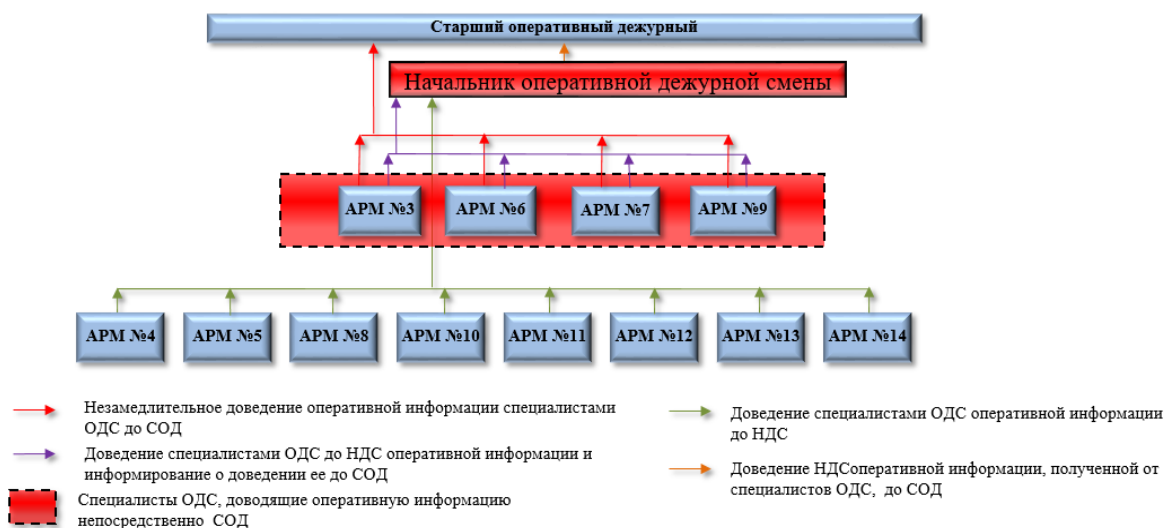 Старший оперативный дежурный
Начальник оперативной дежурной смены
АРМ №3 АРМ №6 АРМ №7 АРМ №9
АРМ №4 АРМ №5 АРМ №8 АРМ №10 АРМ №11 АРМ №12 АРМ №13 АРМ №14
Незамедлительное доведение оперативной информации специалистами
ОДС до СОД
Доведение специалистами ОДС до НДС оперативной информации и
информирование о доведении ее до СОД
Специалисты ОДС, доводящие оперативную информацию
непосредственно СОД
Доведение специалистами ОДС оперативной информации
до НДС
Доведение НДСоперативной информации, полученной от
специалистов ОДС, до СОД